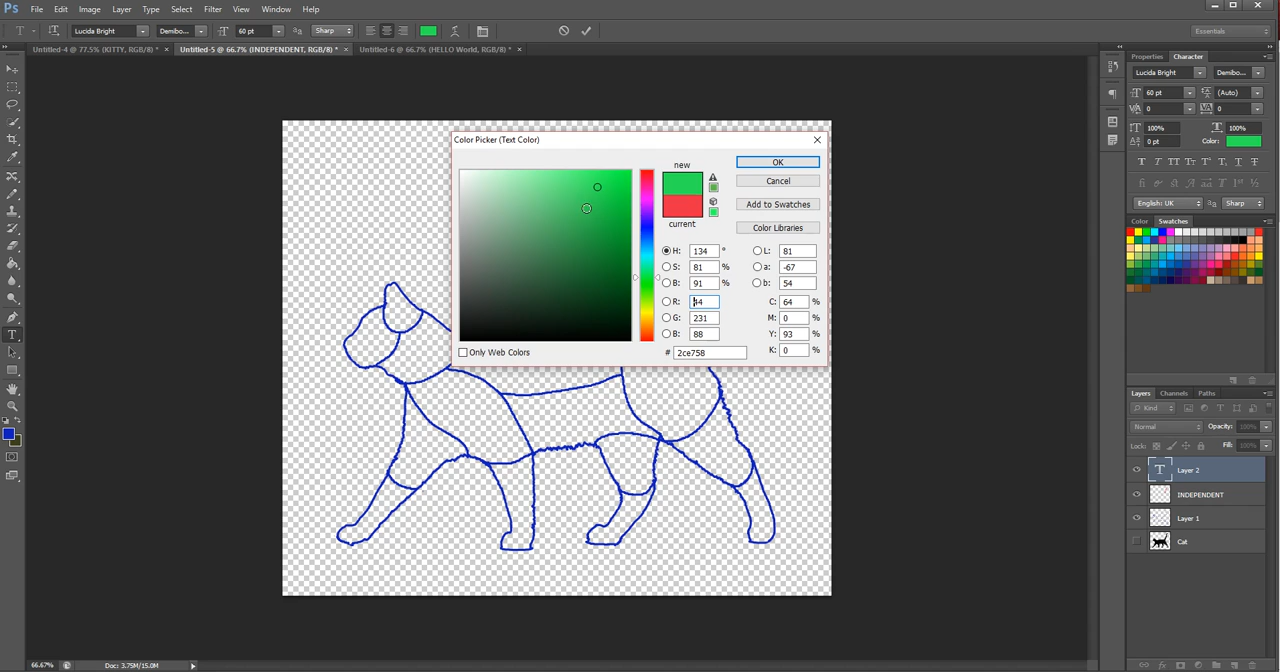 Ps File Edit Image Layer Type Select Filter View Window Help
T Lucida Bright Demibo... 60 pt aa Sharp Essentials
Untitled-4 @ 77.5% (KITTY, RGB/8) * × Untitled-5 @ 66.7% (INDEPENDENT, RGB/8) * × Untitled-6 @ 66.7% (HELLO World, RGB/8) * ×
Properties Character
Lucida Bright Demibo...
60 pt (Auto)
0 0
100% 100%
0 pt Color:
English: UK aa Sharp
Color Swatches
Color Picker (Text Color)
new
current
OK
Cancel
Add to Swatches
Color Libraries
H: 134 ° L: 81
S: 81 % a: -67
B: 91 % b: 54
R: 44 C: 64 %
G: 231 M: 0 %
B: 88 Y: 93 %
# 2ce758 K: 0 %
Only Web Colors
Layers Channels Paths
Kind
Normal Opacity: 100%
Lock: Fill: 100%
T Layer 2
INDEPENDENT
Layer 1
Cat
66.67% Doc: 3.75M/15.0M